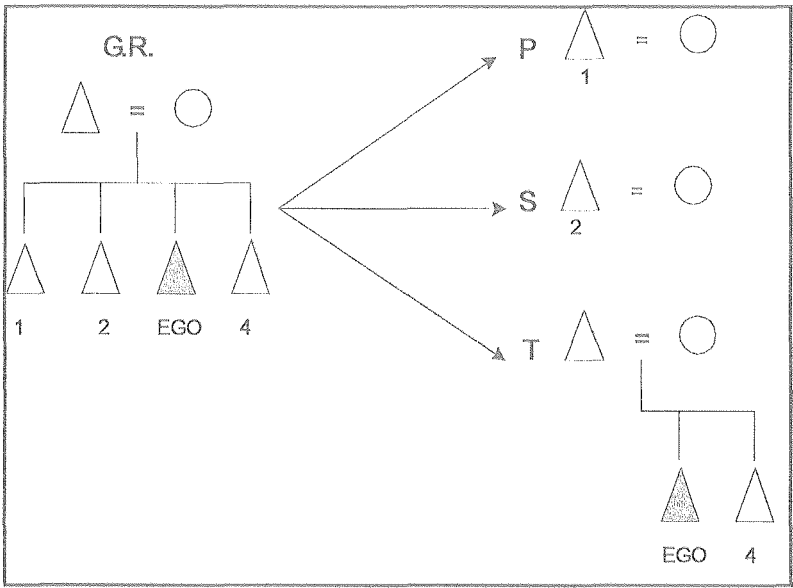 G.R.
=
1 2 EGO 4
P =
1
S =
2
T =
EGO 4